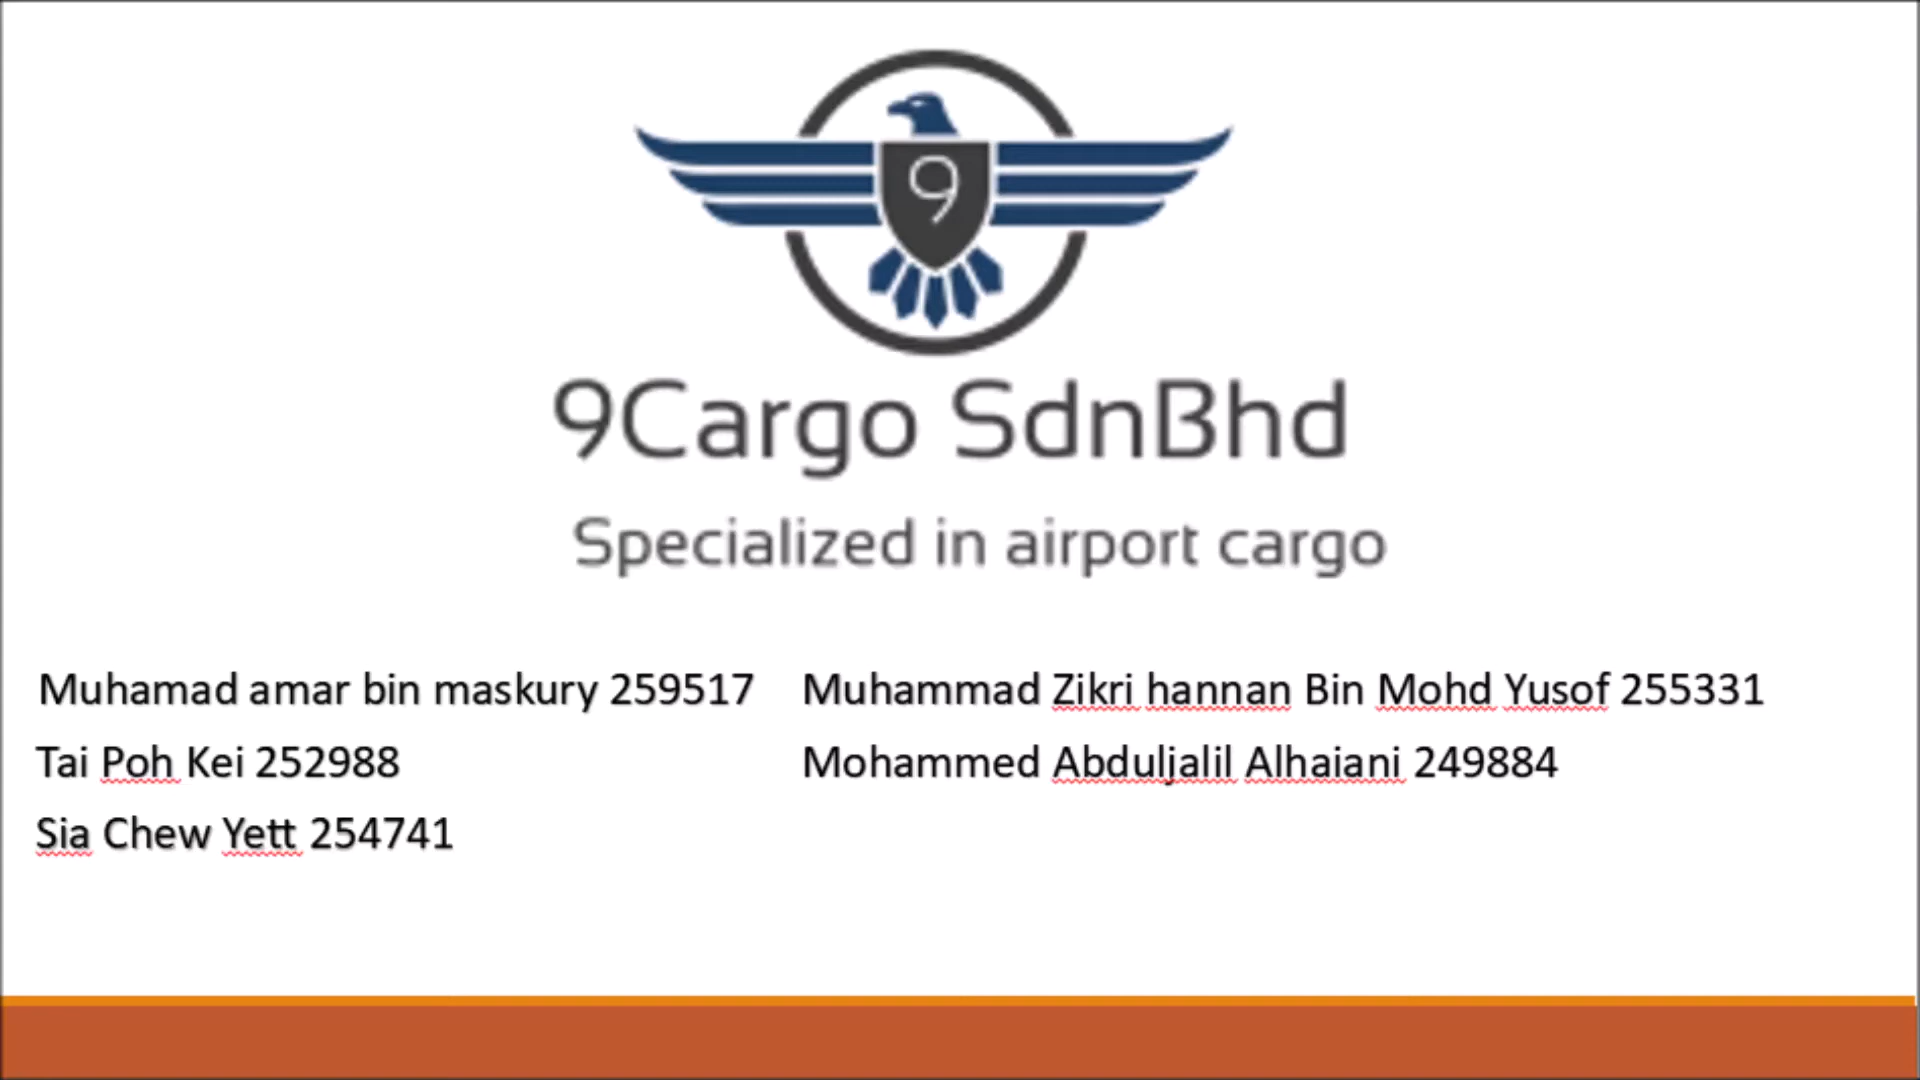 9
9Cargo SdnBhd
Specialized in airport cargo
Muhamad amar bin maskury 259517
Tai Poh Kei 252988
Sia Chew Yett 254741
Muhammad Zikri hannan Bin Mohd Yusof 255331
Mohammed Abduljalil Alhaiani 249884